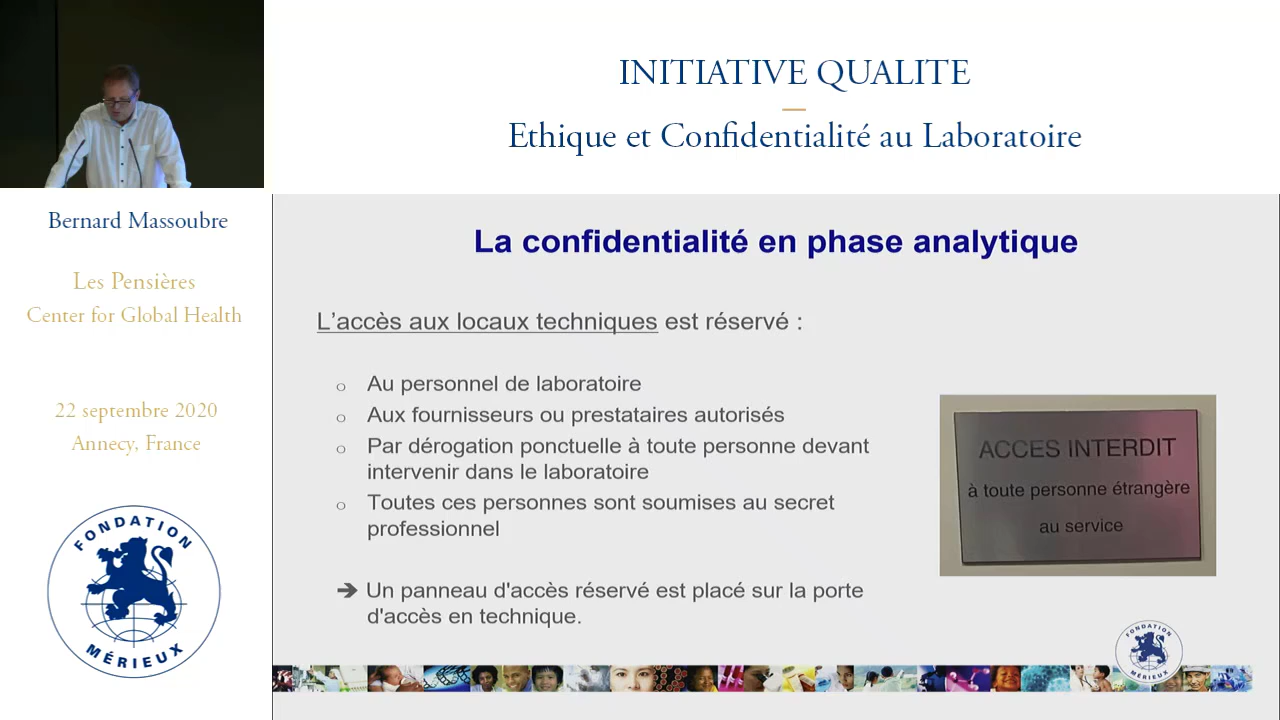 INITIATIVE QUALITE
Ethique et Confidentialité au Laboratoire
Bernard Massoubre
Les Pensières
Center for Global Health
22 septembre 2020
Annecy, France
FONDATION
MÉRIEUX
La confidentialité en phase analytique
L'accès aux locaux techniques est réservé :
o Au personnel de laboratoire
o Aux fournisseurs ou prestataires autorisés
o Par dérogation ponctuelle à toute personne devant
intervenir dans le laboratoire
o Toutes ces personnes sont soumises au secret
professionnel
➔ Un panneau d'accès réservé est placé sur la porte
d'accès en technique.
ACCES INTERDIT
à toute personne étrangère
au service
FONDATION
MÉRIEUX